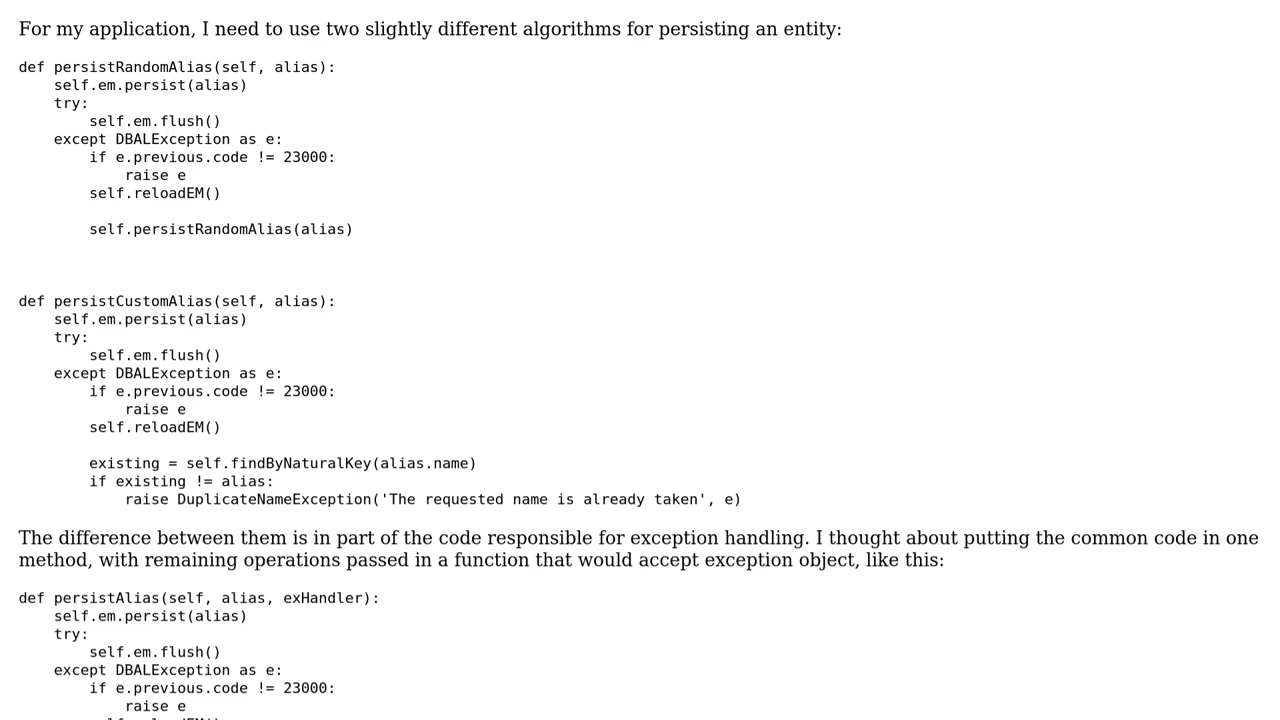 For my application, I need to use two slightly different algorithms for persisting an entity:
def persistRandomAlias(self, alias):
    self.em.persist(alias)
    try:
        self.em.flush()
    except DBALException as e:
        if e.previous.code != 23000:
            raise e
        self.reloadEM()

        self.persistRandomAlias(alias)

def persistCustomAlias(self, alias):
    self.em.persist(alias)
    try:
        self.em.flush()
    except DBALException as e:
        if e.previous.code != 23000:
            raise e
        self.reloadEM()

        existing = self.findByNaturalKey(alias.name)
        if existing != alias:
            raise DuplicateNameException('The requested name is already taken', e)
The difference between them is in part of the code responsible for exception handling. I thought about putting the common code in one
method, with remaining operations passed in a function that would accept exception object, like this:
def persistAlias(self, alias, exHandler):
    self.em.persist(alias)
    try:
        self.em.flush()
    except DBALException as e:
        if e.previous.code != 23000:
            raise e